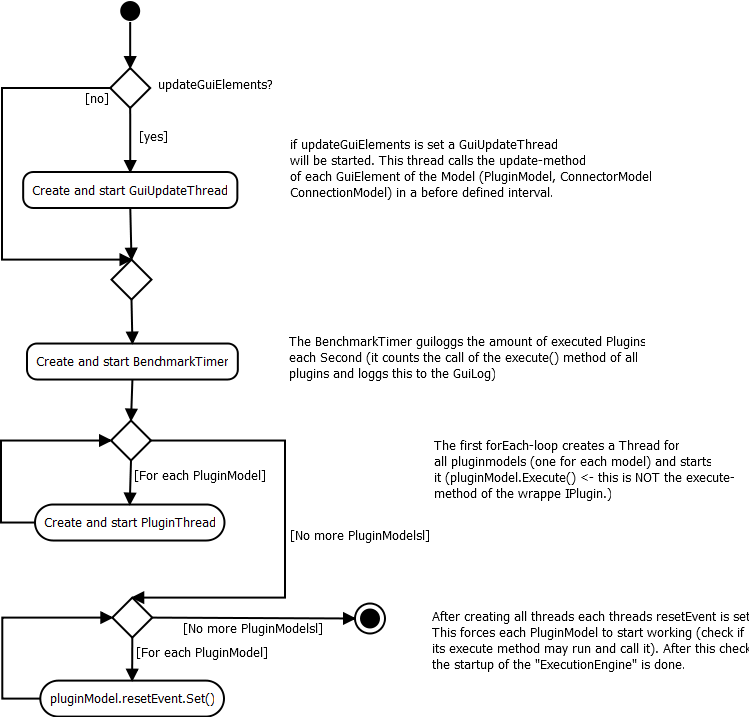 updateGuiElements?
[no]
[yes]
if updateGuiElements is set a GuiUpdateThread
will be started. This thread calls the update-method
of each GuiElement of the Model (PluginModel, ConnectorModel
ConnectionModel) in a before defined interval.
Create and start GuiUpdateThread
The BenchmarkTimer guiloggs the amount of executed Plugins
each Second (it counts the call of the execute() method of all
plugins and loggs this to the GuiLog)
Create and start BenchmarkTimer
The first forEach-loop creates a Thread for
all pluginmodels (one for each model) and starts
it (pluginModel.Execute() <- this is NOT the execute-
method of the wrappe IPlugin.)
[For each PluginModel]
Create and start PluginThread
[No more PluginModelsl]
After creating all threads each threads resetEvent is set
This forces each PluginModel to start working (check if
its execute method may run and call it). After this check
the startup of the "ExecutionEngine" is done.
[No more PluginModelsl]
[For each PluginModel]
pluginModel.resetEvent.Set()